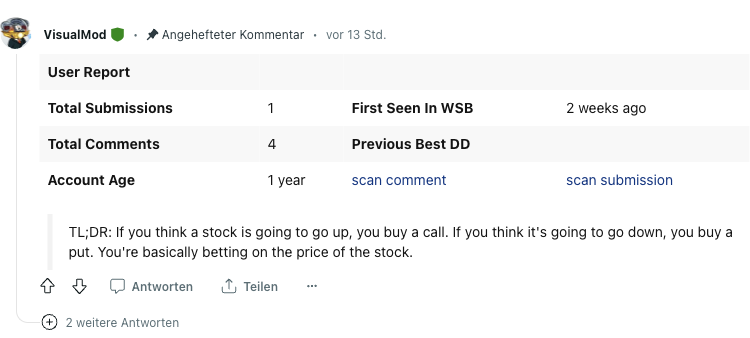 VisualMod · Angehefteter Kommentar · vor 13 Std.
User Report
Total Submissions 1 First Seen In WSB 2 weeks ago
Total Comments 4 Previous Best DD
Account Age 1 year scan comment scan submission
TL;DR: If you think a stock is going to go up, you buy a call. If you think it's going to go down, you buy a
put. You're basically betting on the price of the stock.
Antworten Teilen ···
2 weitere Antworten